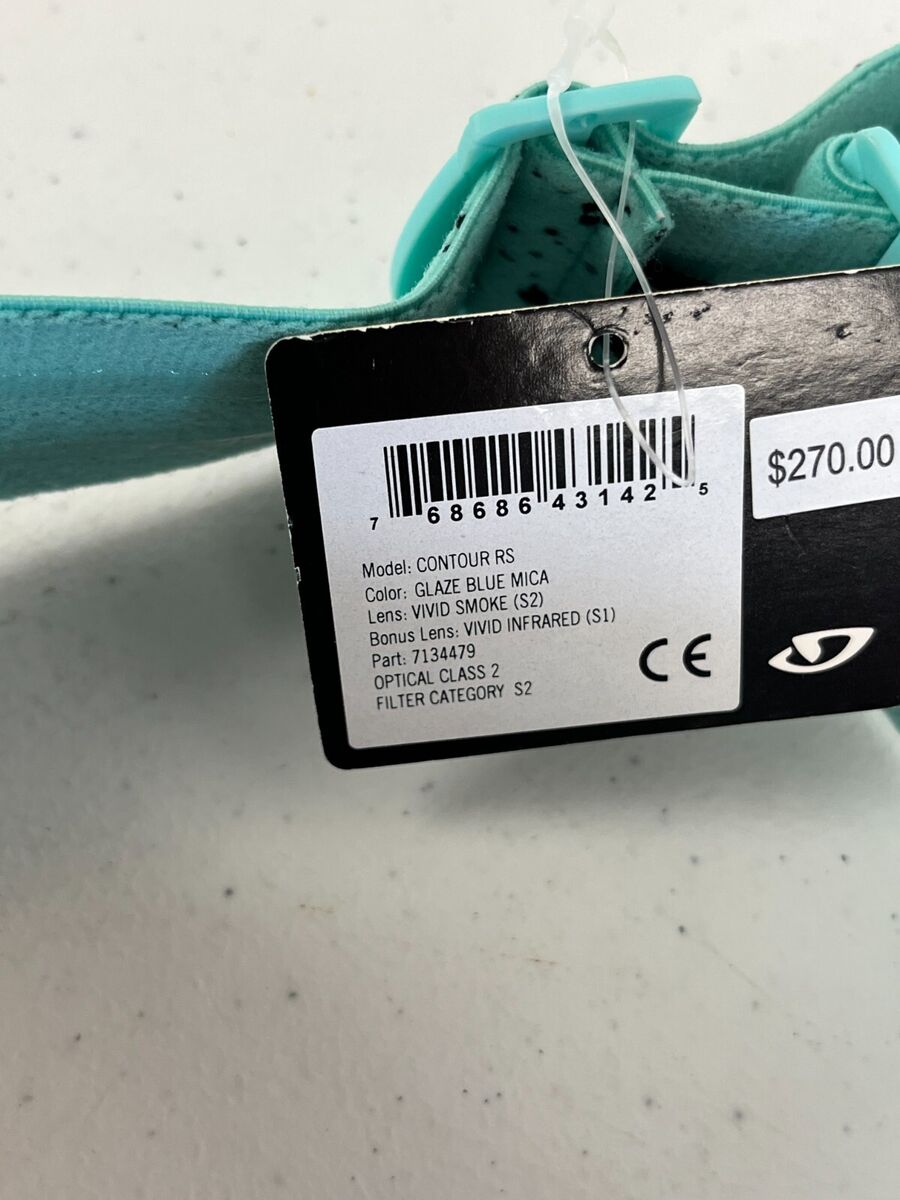 7 68686 43142 5
$270.00
Model: CONTOUR RS
Color: GLAZE BLUE MICA
Lens: VIVID SMOKE (S2)
Bonus Lens: VIVID INFRARED (S1)
Part: 7134479
OPTICAL CLASS 2
FILTER CATEGORY S2
CE